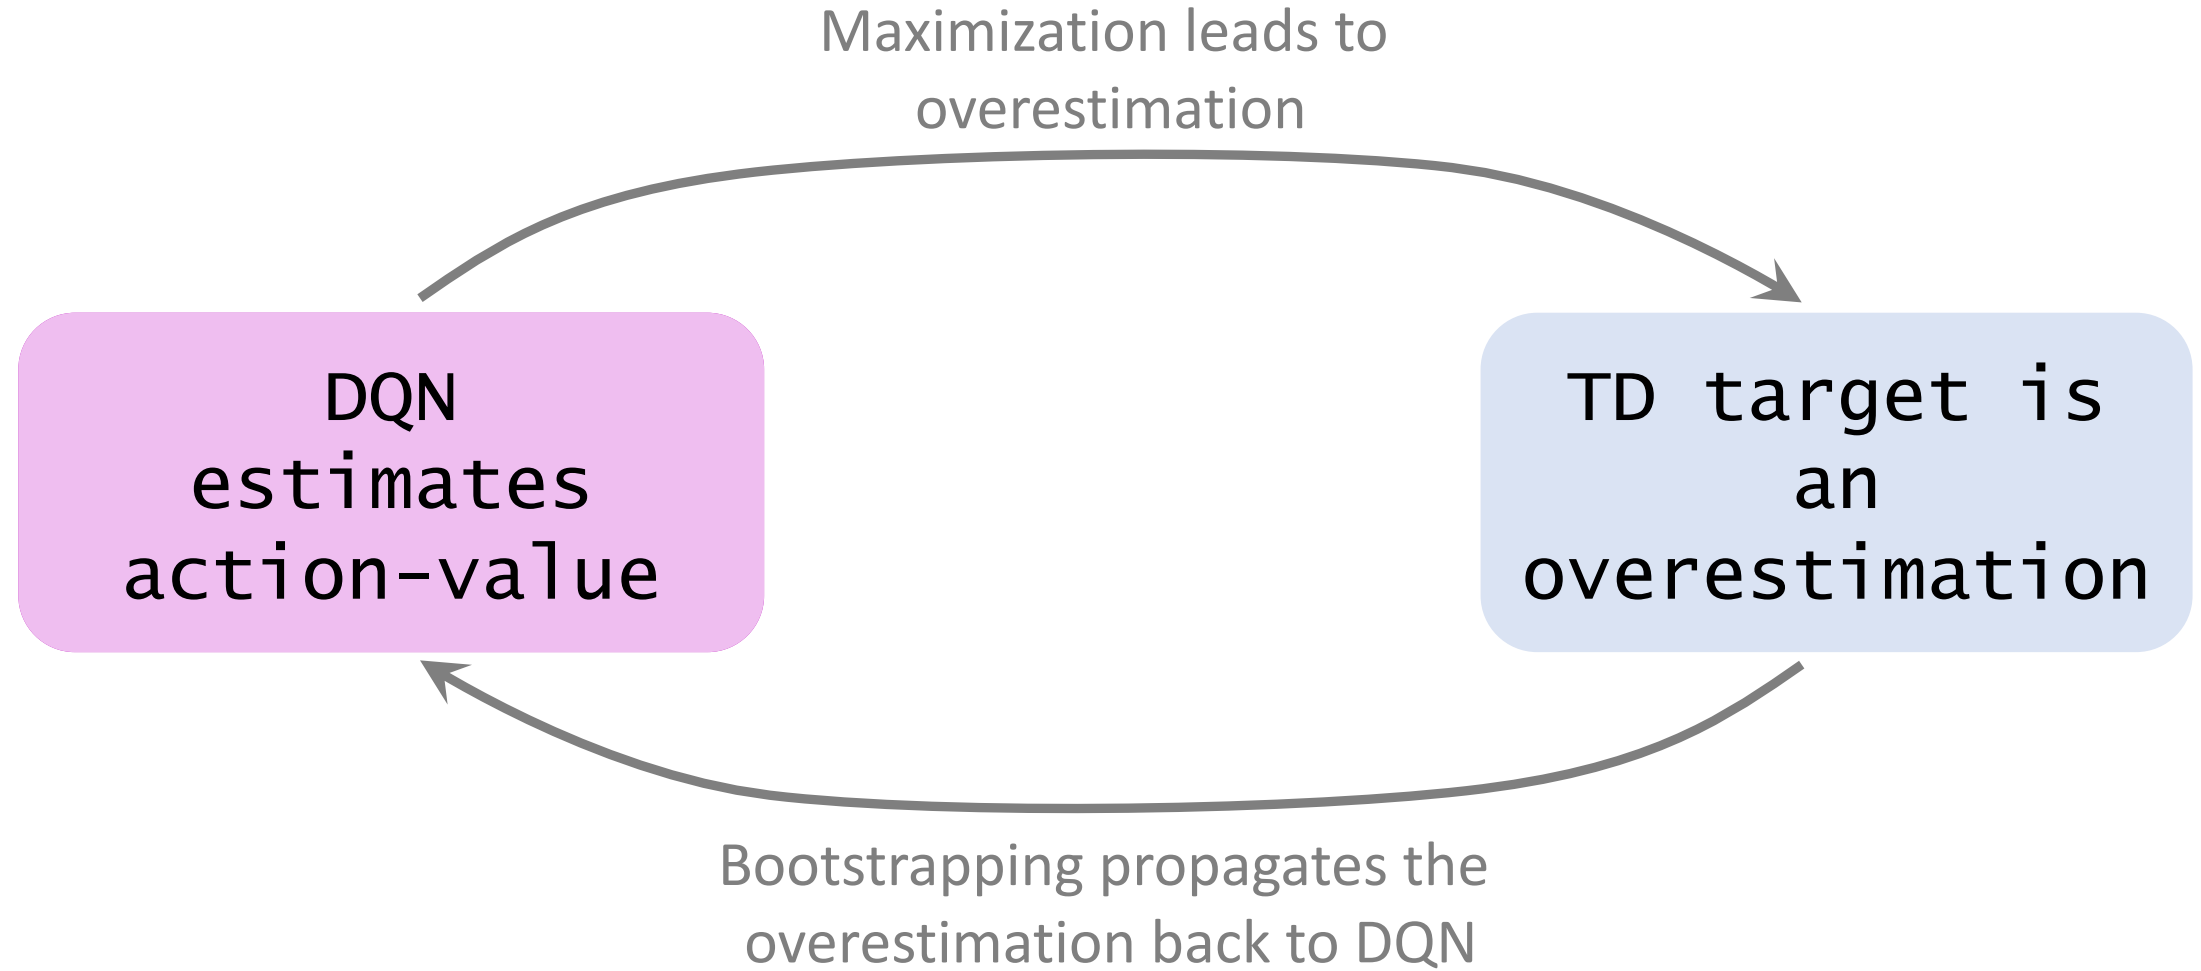 Maximization leads to
overestimation
DQN
estimates
action-value
TD target is
an
overestimation
Bootstrapping propagates the
overestimation back to DQN